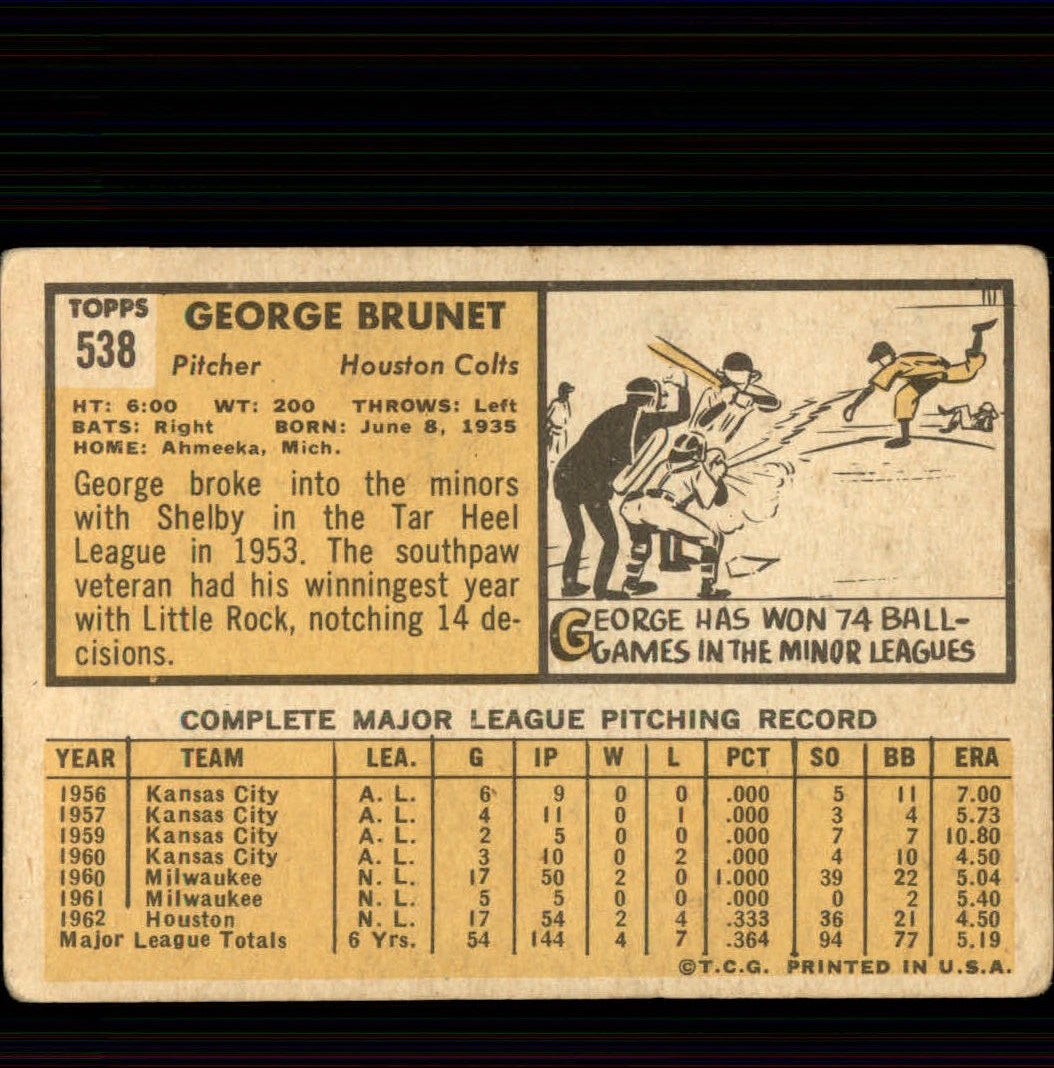 TOPPS
538
GEORGE BRUNET
Pitcher Houston Colts
HT: 6:00 WT: 200 THROWS: Left
BATS: Right BORN: June 8, 1935
HOME: Ahmeeka, Mich.
George broke into the minors
with Shelby in the Tar Heel
League in 1953. The southpaw
veteran had his winningest year
with Little Rock, notching 14 de-
cisions.
GEORGE HAS WON 74 BALL-
GAMES IN THE MINOR LEAGUES
COMPLETE MAJOR LEAGUE PITCHING RECORD
YEAR TEAM LEA. G IP W L PCT SO BB ERA
1956 Kansas City A. L. 6 9 0 0 .000 5 11 7.00
1957 Kansas City A. L. 4 11 0 1 .000 3 4 5.73
1959 Kansas City A. L. 2 5 0 0 .000 7 7 10.80
1960 Kansas City A. L. 3 10 0 2 .000 4 10 4.50
1960 Milwaukee N. L. 17 50 2 0 1.000 39 22 5.04
1961 Milwaukee N. L. 5 5 0 0 .000 0 2 5.40
1962 Houston N. L. 17 54 2 4 .333 36 21 4.50
Major League Totals 6 Yrs. 54 144 4 7 .364 94 77 5.19
©T.C.G. PRINTED IN U.S.A.